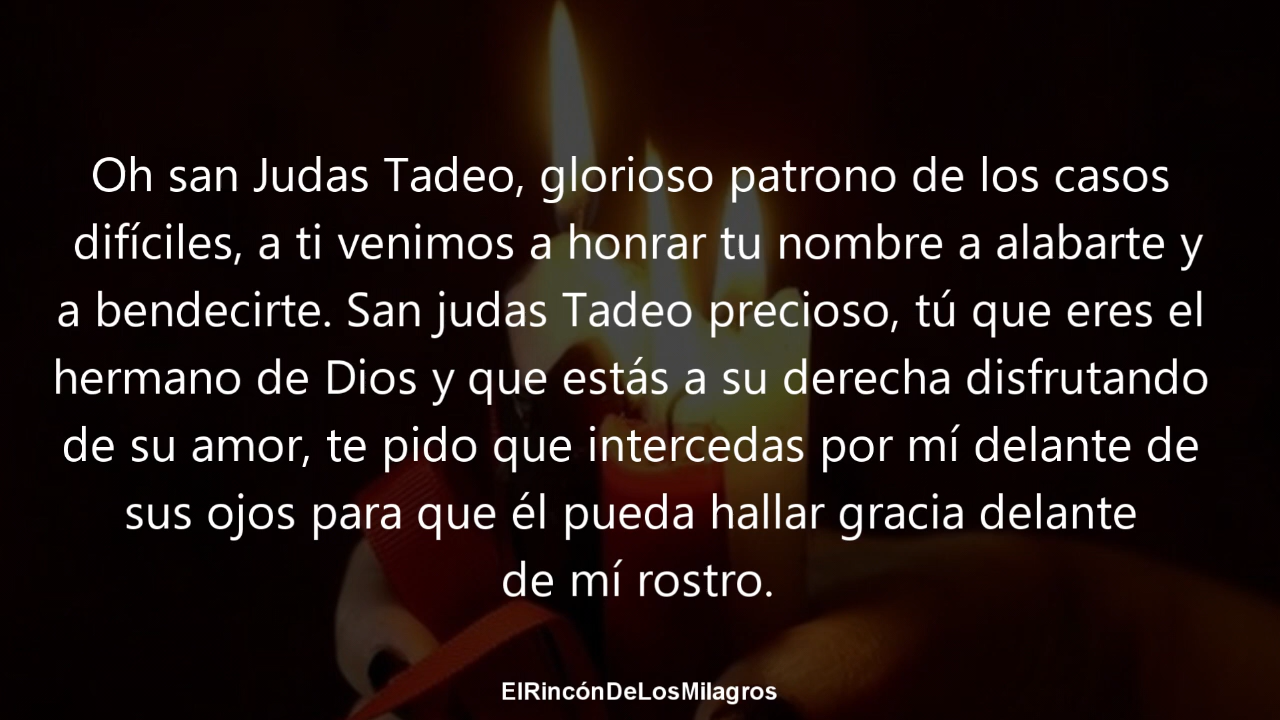 Oh san Judas Tadeo, glorioso patrono de los casos
difíciles, a ti venimos a honrar tu nombre a alabarte y
a bendecirte. San judas Tadeo precioso, tú que eres el
hermano de Dios y que estás a su derecha disfrutando
de su amor, te pido que intercedas por mí delante de
sus ojos para que él pueda hallar gracia delante
de mí rostro.
ElRincónDeLosMilagros